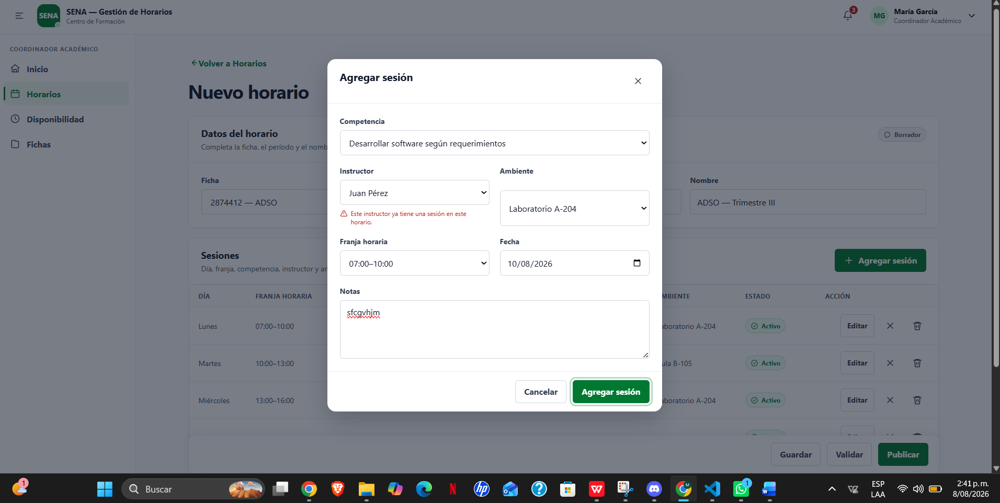 SENA
SENA — Gestión de Horarios
Centro de Formación
3
MG
María García
Coordinador Académico
COORDINADOR ACADÉMICO
Inicio
Horarios
Disponibilidad
Fichas
Volver a Horarios
Nuevo horario
Datos del horario
Completa la ficha, el período y el nomb
Borrador
Ficha
2874412 — ADSO
Nombre
ADSO — Trimestre III
Sesiones
Día, franja, competencia, instructor y
Agregar sesión
DÍA
FRANJA HORARIA
MBIENTE
ESTADO
ACCIÓN
Lunes
07:00–10:00
aboratorio A-204
Activo
Editar
Martes
10:00–13:00
ula B-105
Activo
Editar
Miércoles
13:00–16:00
aboratorio A-204
Activo
Editar
Guardar
Validar
Publicar
Agregar sesión
Competencia
Desarrollar software según requerimientos
Instructor
Juan Pérez
Este instructor ya tiene una sesión en este
horario.
Ambiente
Laboratorio A-204
Franja horaria
07:00–10:00
Fecha
10/08/2026
Notas
sfcgvhjm
Cancelar
Agregar sesión
1
Buscar
hp
M
1
ESP
LAA
2:41 p. m.
8/08/2026